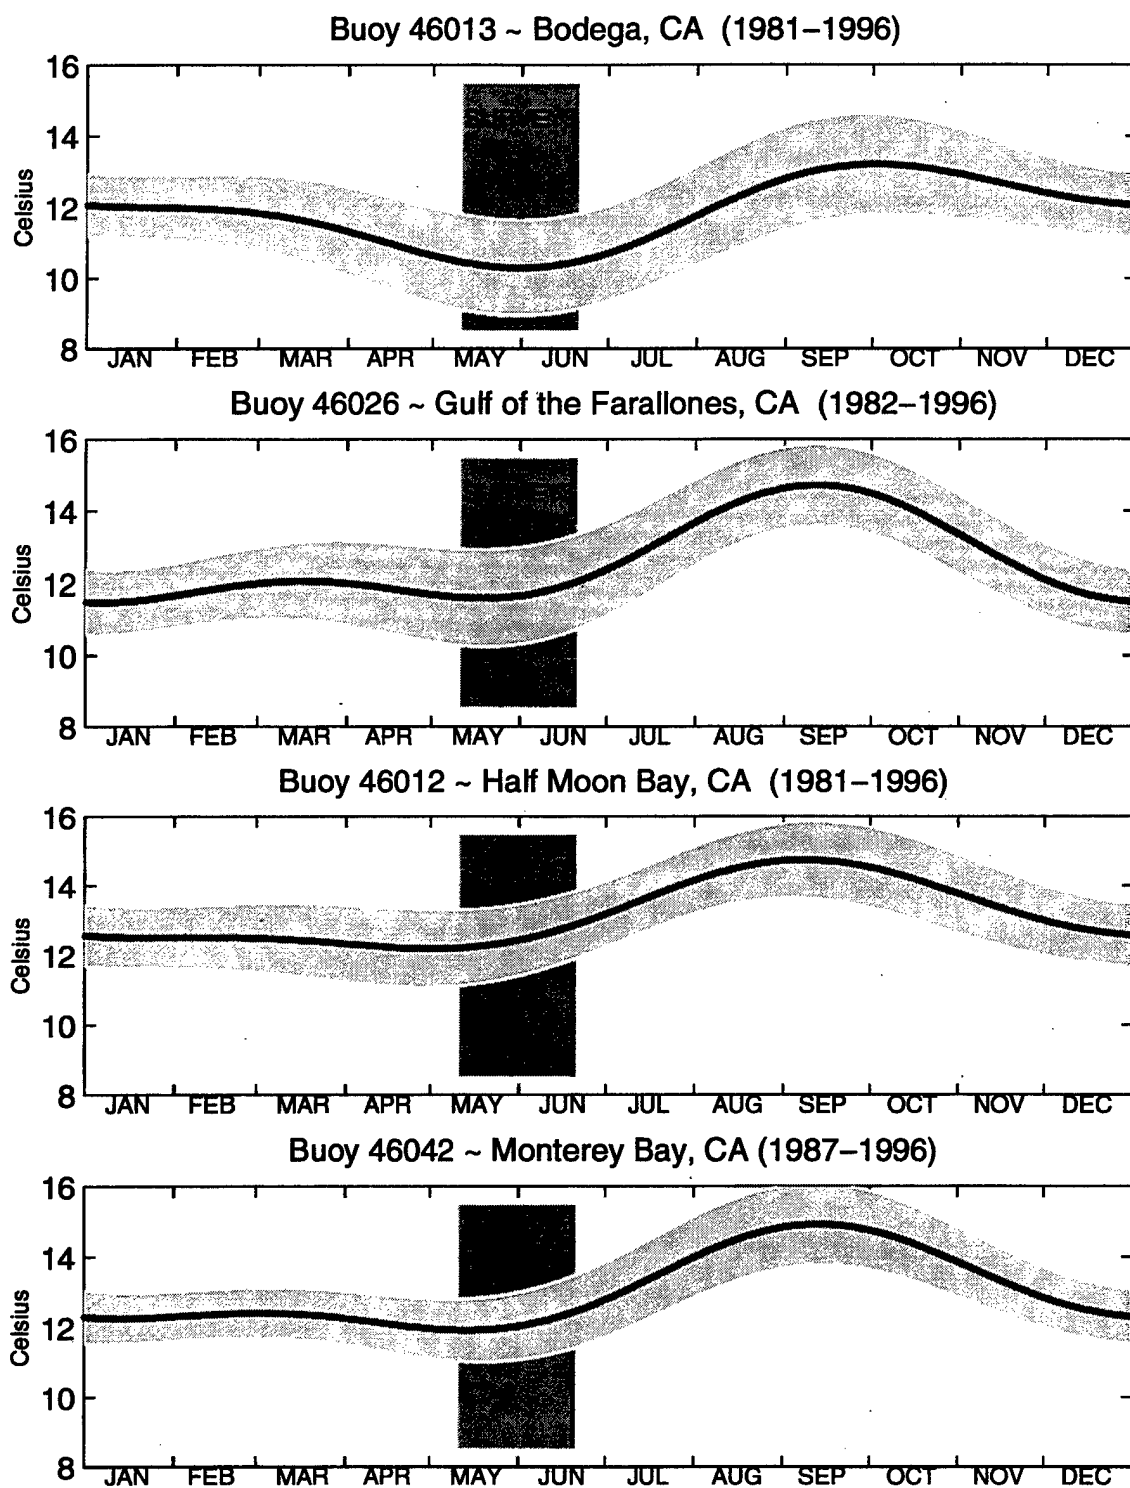 Buoy 46013 ~ Bodega, CA (1981–1996)
16
14
12
10
8
Celsius
JAN FEB MAR APR MAY JUN JUL AUG SEP OCT NOV DEC
Buoy 46026 ~ Gulf of the Farallones, CA (1982–1996)
16
14
12
10
8
Celsius
JAN FEB MAR APR MAY JUN JUL AUG SEP OCT NOV DEC
Buoy 46012 ~ Half Moon Bay, CA (1981–1996)
16
14
12
10
8
Celsius
JAN FEB MAR APR MAY JUN JUL AUG SEP OCT NOV DEC
Buoy 46042 ~ Monterey Bay, CA (1987–1996)
16
14
12
10
8
Celsius
JAN FEB MAR APR MAY JUN JUL AUG SEP OCT NOV DEC